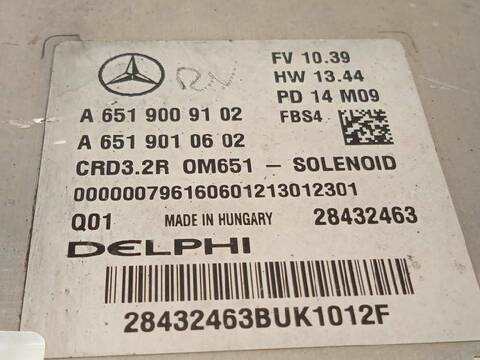 FV 10.39
HW 13.44
PD 14 M09
FBS4
A 651 900 91 02
A 651 901 06 02
CRD3.2R OM651 - SOLENOID
000000796160601213012301
Q01 MADE IN HUNGARY 28432463
DELPHI
28432463BUK1012F